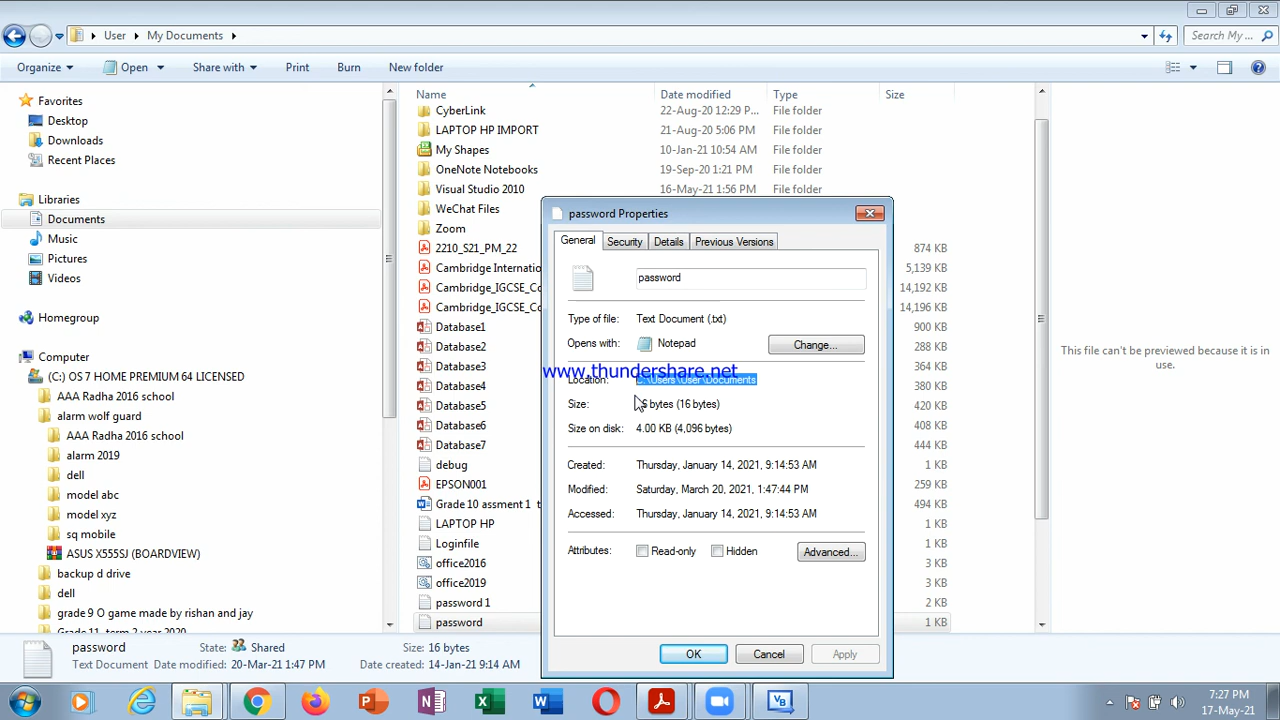 User ▸ My Documents ▸
Search My ...
Organize Open Share with Print Burn New folder
Favorites
Desktop
Downloads
Recent Places
Libraries
Documents
Music
Pictures
Videos
Homegroup
Computer
(C:) OS 7 HOME PREMIUM 64 LICENSED
AAA Radha 2016 school
alarm wolf guard
AAA Radha 2016 school
alarm 2019
dell
model abc
model xyz
sq mobile
ASUS X555SJ (BOARDVIEW)
backup d drive
dell
grade 9 O game made by rishan and jay
Grade 11 term 2 year 2020
Name Date modified Type Size
CyberLink 22-Aug-20 12:29 P... File folder
LAPTOP HP IMPORT 21-Aug-20 5:06 PM File folder
My Shapes 10-Jan-21 10:54 AM File folder
OneNote Notebooks 19-Sep-20 1:21 PM File folder
Visual Studio 2010 16-May-21 1:56 PM File folder
WeChat Files
Zoom
2210_S21_PM_22 874 KB
Cambridge Internatio 5,139 KB
Cambridge_IGCSE_Co 14,192 KB
Cambridge_IGCSE_Co 14,196 KB
Database1 900 KB
Database2 288 KB
Database3 366 KB
Database4 380 KB
Database5 420 KB
Database6 420 KB
Database7 444 KB
debug 1 KB
EPSON001 259 KB
Grade 10 assment 1 494 KB
LAPTOP HP 1 KB
Loginfile 1 KB
office2016 3 KB
office2019 3 KB
password 1 2 KB
password 1 KB
password Properties
General Security Details Previous Versions
password
Type of file: Text Document (.txt)
Opens with: Notepad Change...
www.thundershare.net
Location: C:\Users\User\Documents
Size: bytes (16 bytes)
Size on disk: 4.00 KB (4,096 bytes)
Created: Thursday, January 14, 2021, 9:14:53 AM
Modified: Saturday, March 20, 2021, 1:47:44 PM
Accessed: Thursday, January 14, 2021, 9:14:53 AM
Attributes: Read-only Hidden Advanced...
OK Cancel Apply
This file can't be previewed because it is in
use.
password State: Shared Size: 16 bytes
Text Document Date modified: 20-Mar-21 1:47 PM Date created: 14-Jan-21 9:14 AM
7:27 PM
17-May-21